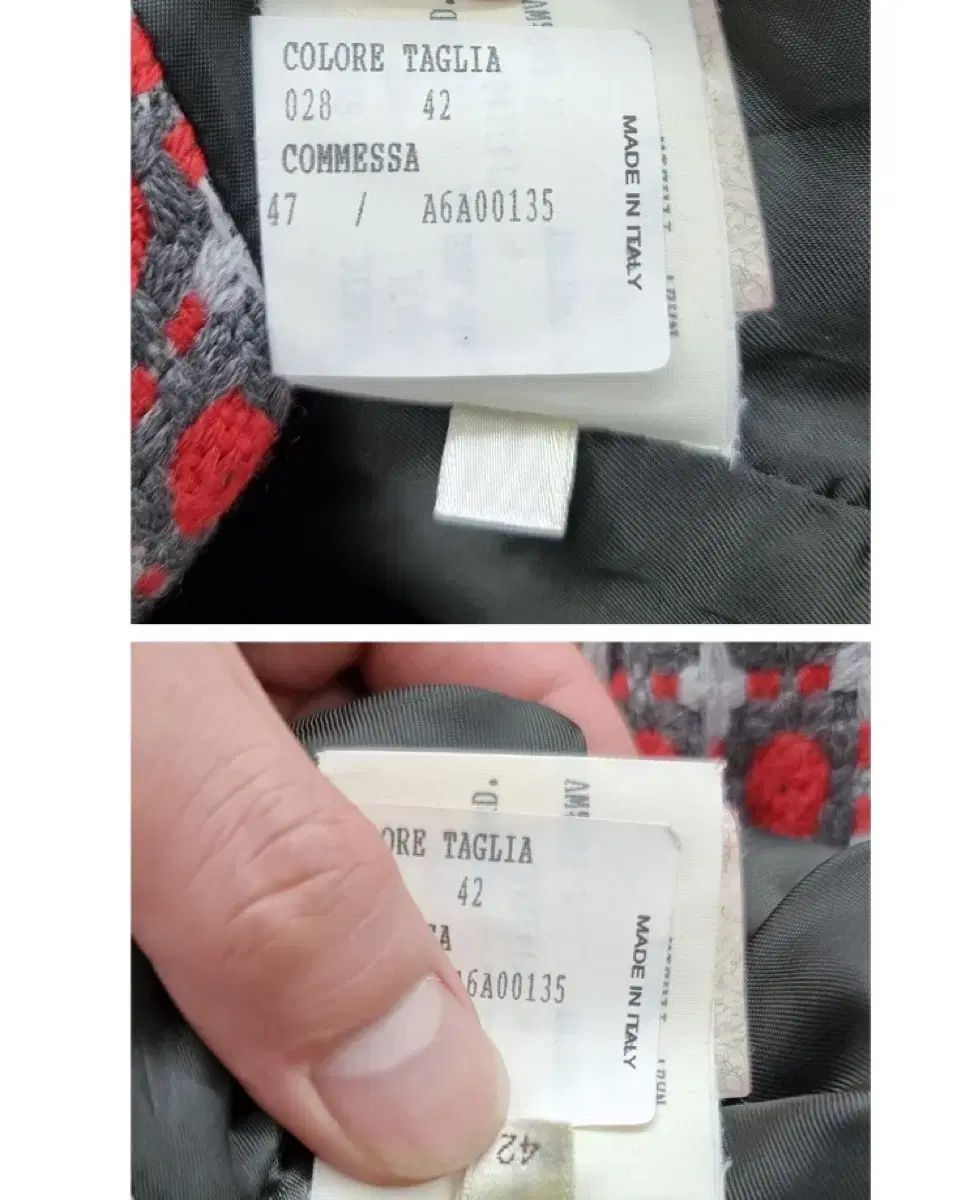 D.
COLORE TAGLIA
028 42
COMMESSA
47 / A6A00135
MADE IN ITALY
D.
ORE TAGLIA
42
A
6A00135
MADE IN ITALY
42